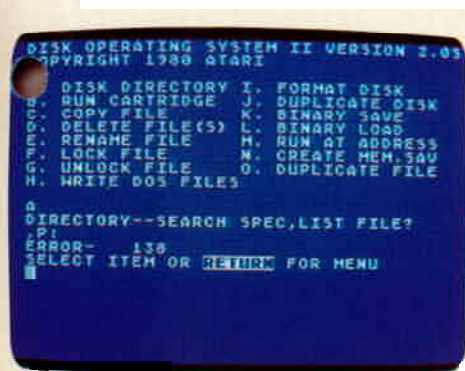 DISK OPERATING SYSTEM II VERSION 2.0S
COPYRIGHT 1980 ATARI
A. DISK DIRECTORY I. FORMAT DISK
B. RUN CARTRIDGE J. DUPLICATE DISK
C. COPY FILE K. BINARY SAVE
D. DELETE FILE(S) L. BINARY LOAD
E. RENAME FILE M. RUN AT ADDRESS
F. LOCK FILE N. CREATE MEM.SAV
G. UNLOCK FILE O. DUPLICATE FILE
H. WRITE DOS FILES
A
DIRECTORY--SEARCH SPEC,LIST FILE?
,P:
ERROR- 138
SELECT ITEM OR RETURN FOR MENU